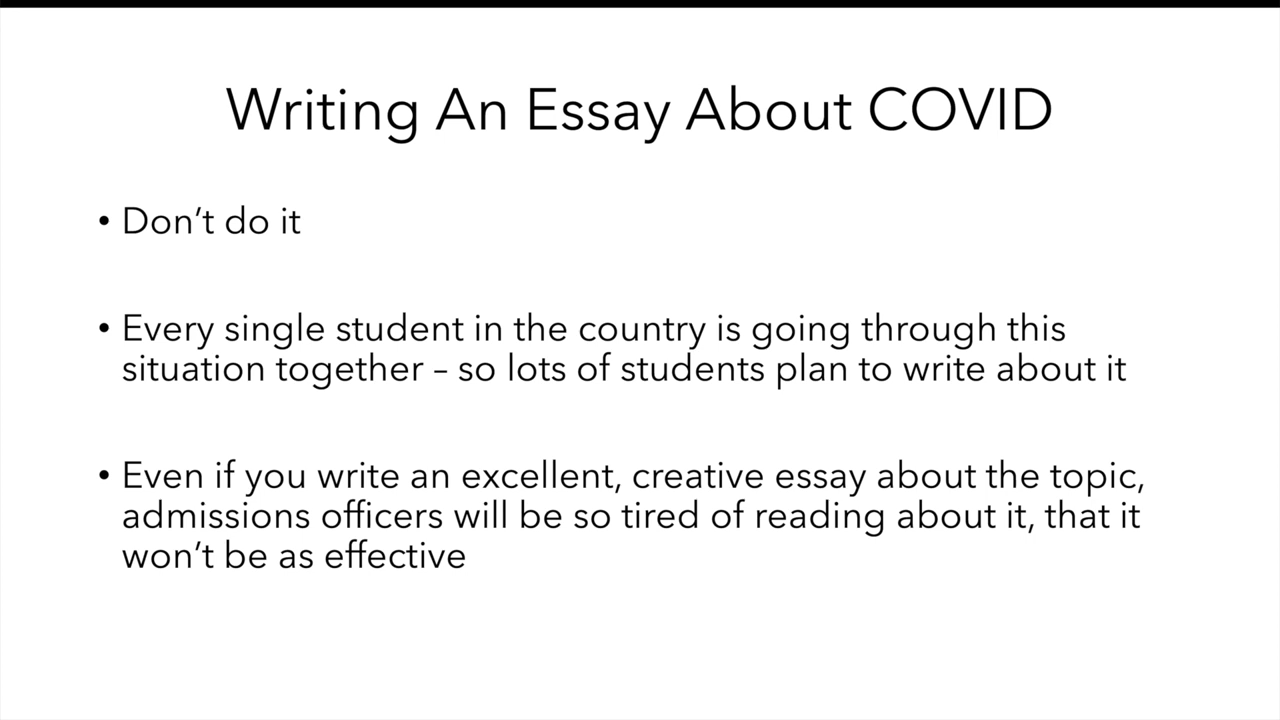 Writing An Essay About COVID
• Don’t do it
• Every single student in the country is going through this
situation together – so lots of students plan to write about it
• Even if you write an excellent, creative essay about the topic,
admissions officers will be so tired of reading about it, that it
won’t be as effective